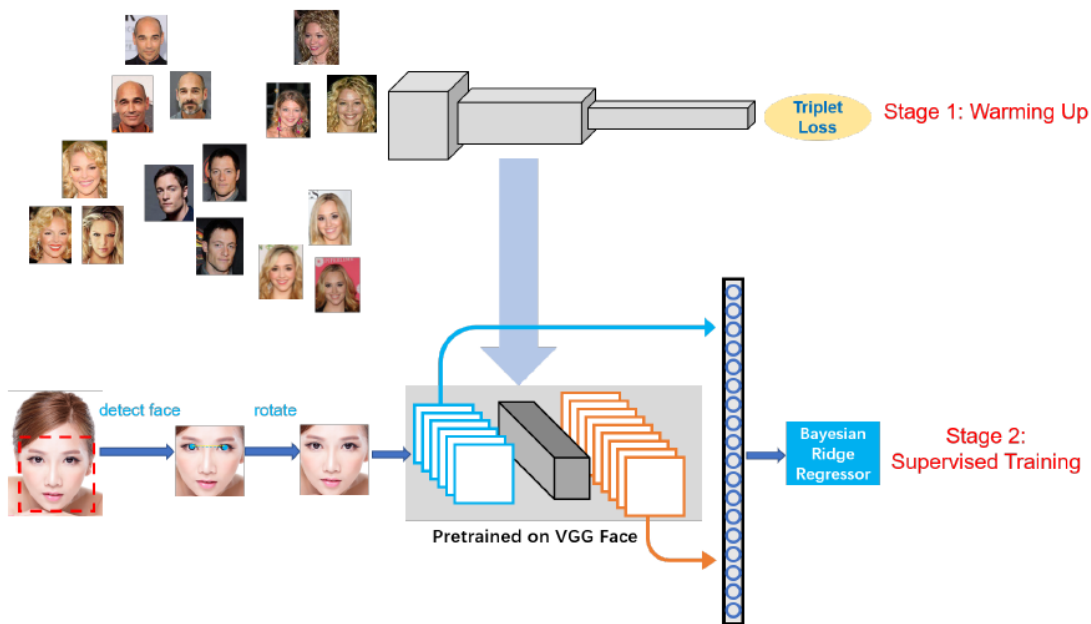 Triplet
Loss
Stage 1: Warming Up
detect face
rotate
Bayesian
Ridge
Regressor
Stage 2:
Supervised Training
Pretrained on VGG Face